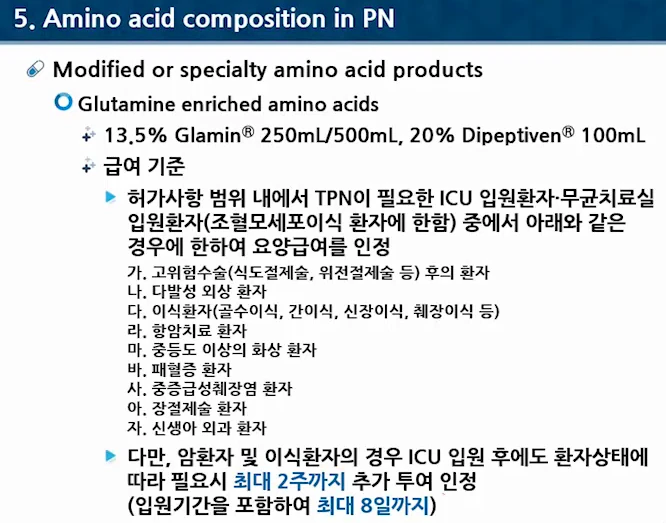 5. Amino acid composition in PN
Modified or specialty amino acid products
Glutamine enriched amino acids
13.5% Glamin® 250mL/500mL, 20% Dipeptiven® 100mL
급여 기준
허가사항 범위 내에서 TPN이 필요한 ICU 입원환자·무균치료실
입원환자(조혈모세포이식 환자에 한함) 중에서 아래와 같은
경우에 한하여 요양급여를 인정
가. 고위험수술(식도절제술, 위전절제술 등) 후의 환자
나. 다발성 외상 환자
다. 이식환자(골수이식, 간이식, 신장이식, 췌장이식 등)
라. 항암치료 환자
마. 중등도 이상의 화상 환자
바. 패혈증 환자
사. 중증급성췌장염 환자
아. 장절제술 환자
자. 신생아 외과 환자
다만, 암환자 및 이식환자의 경우 ICU 입원 후에도 환자상태에
따라 필요시 최대 2주까지 추가 투여 인정
(입원기간을 포함하여 최대 8일까지)